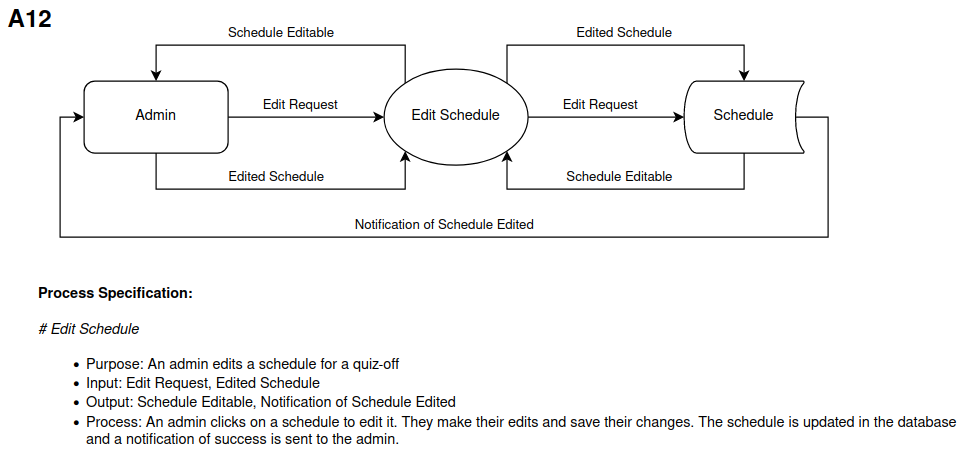 A12
Schedule Editable
Edited Schedule
Admin
Edit Request
Edit Schedule
Edit Request
Schedule
Edited Schedule
Schedule Editable
Notification of Schedule Edited
Process Specification:
# Edit Schedule
• Purpose: An admin edits a schedule for a quiz-off
• Input: Edit Request, Edited Schedule
• Output: Schedule Editable, Notification of Schedule Edited
• Process: An admin clicks on a schedule to edit it. They make their edits and save their changes. The schedule is updated in the database
and a notification of success is sent to the admin.